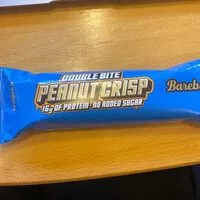 DOUBLE BITE
PEANUT CRISP
16g OF PROTEIN · NO ADDED SUGAR
Bareb